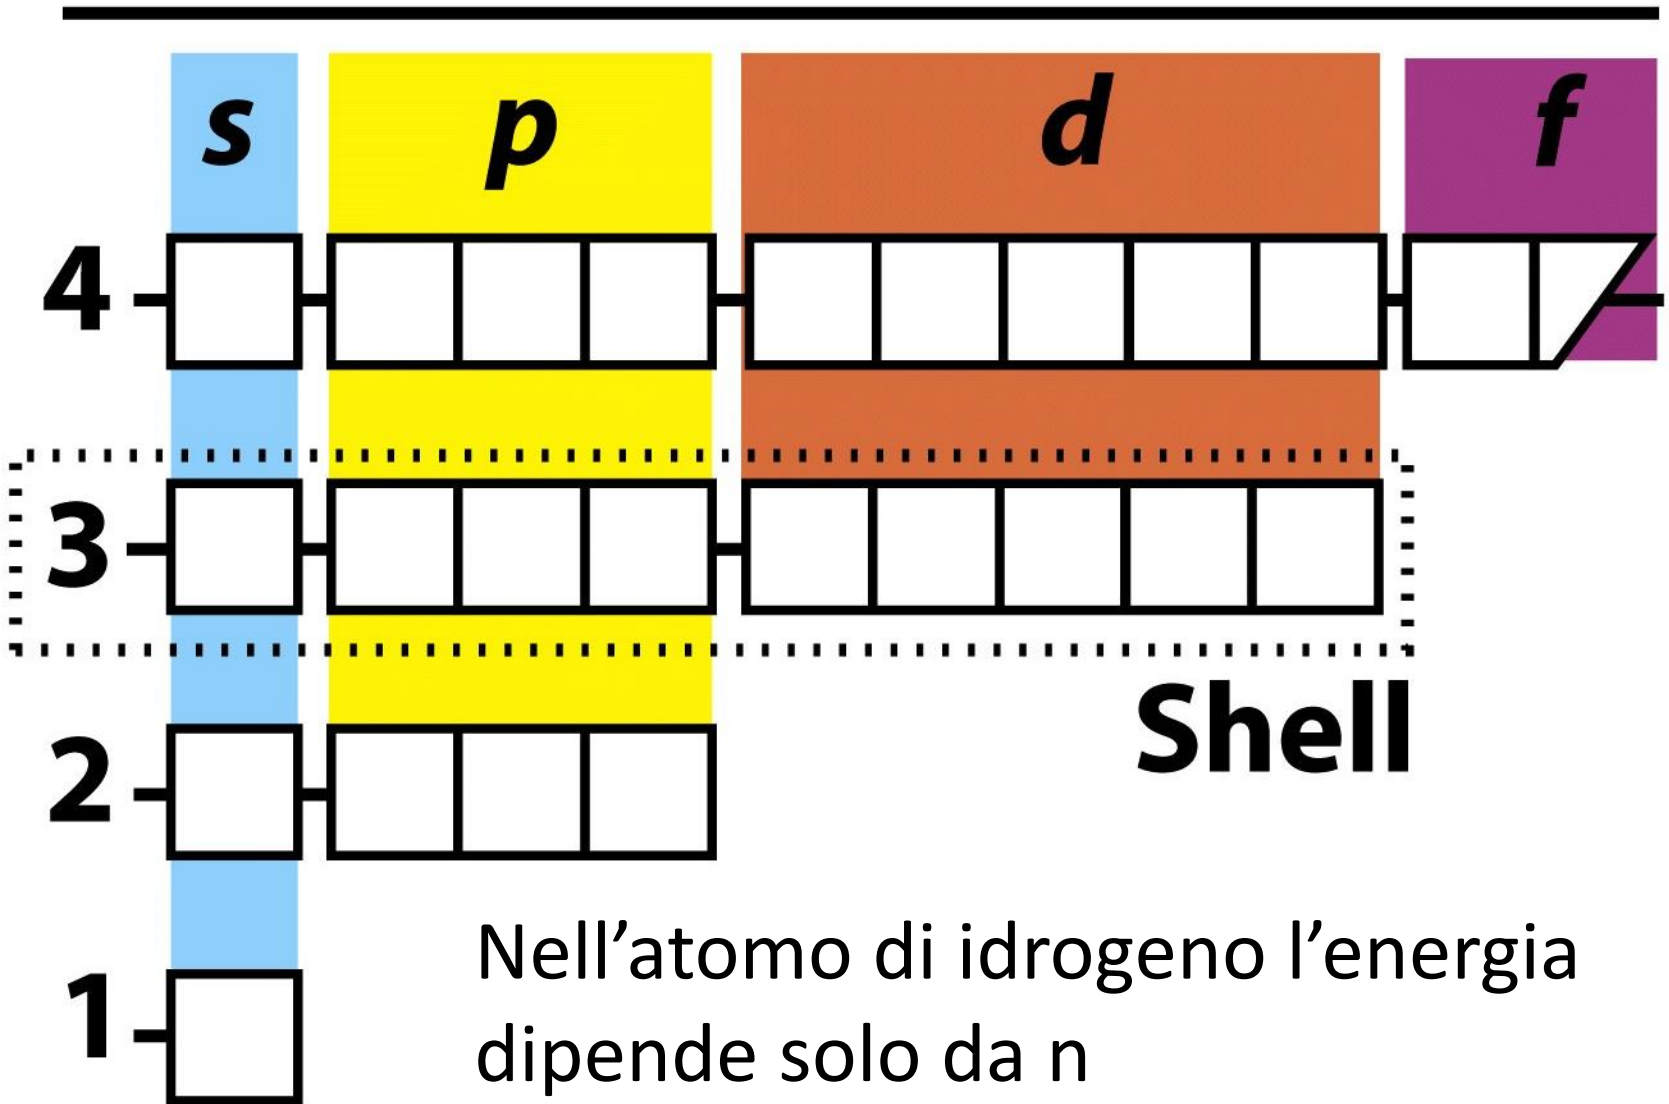 s p d f
4
3
Shell
2
1
Nell’atomo di idrogeno l’energia
dipende solo da n